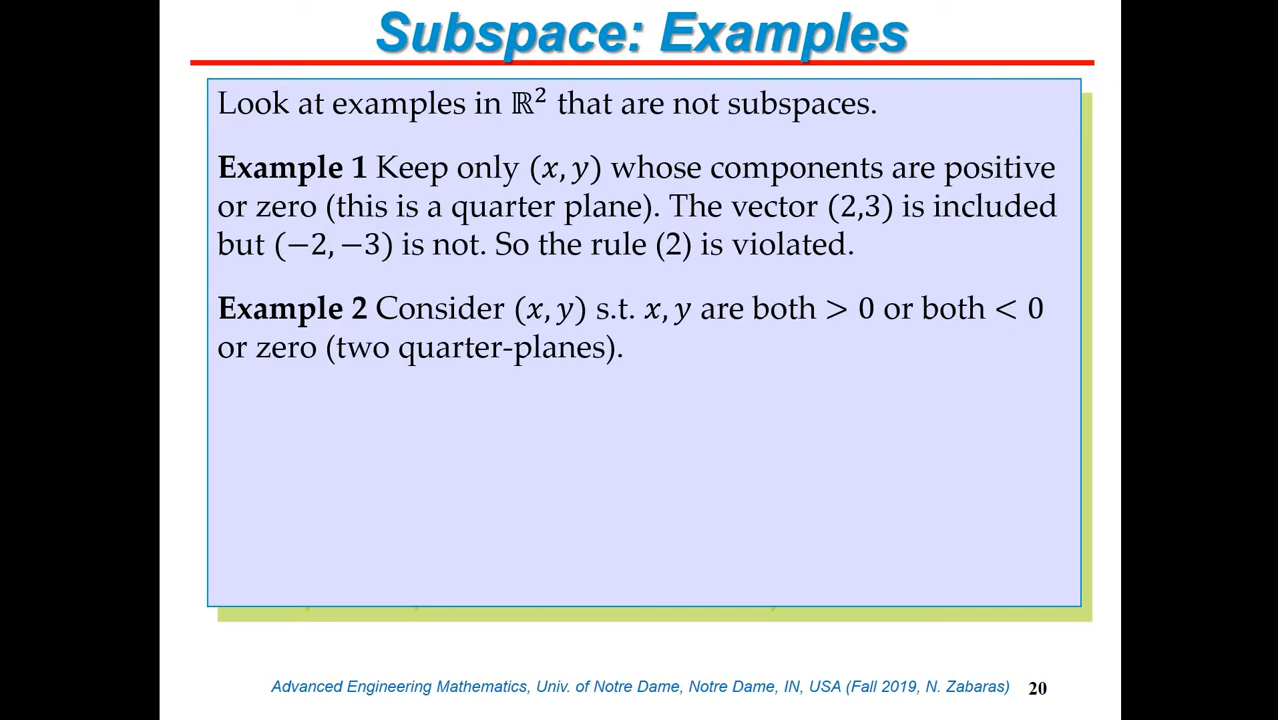 Subspace: Examples
Look at examples in ℝ² that are not subspaces.
Example 1 Keep only (x, y) whose components are positive
or zero (this is a quarter plane). The vector (2,3) is included
but (−2, −3) is not. So the rule (2) is violated.
Example 2 Consider (x, y) s.t. x, y are both > 0 or both < 0
or zero (two quarter-planes).
Advanced Engineering Mathematics, Univ. of Notre Dame, Notre Dame, IN, USA (Fall 2019, N. Zabaras) 20